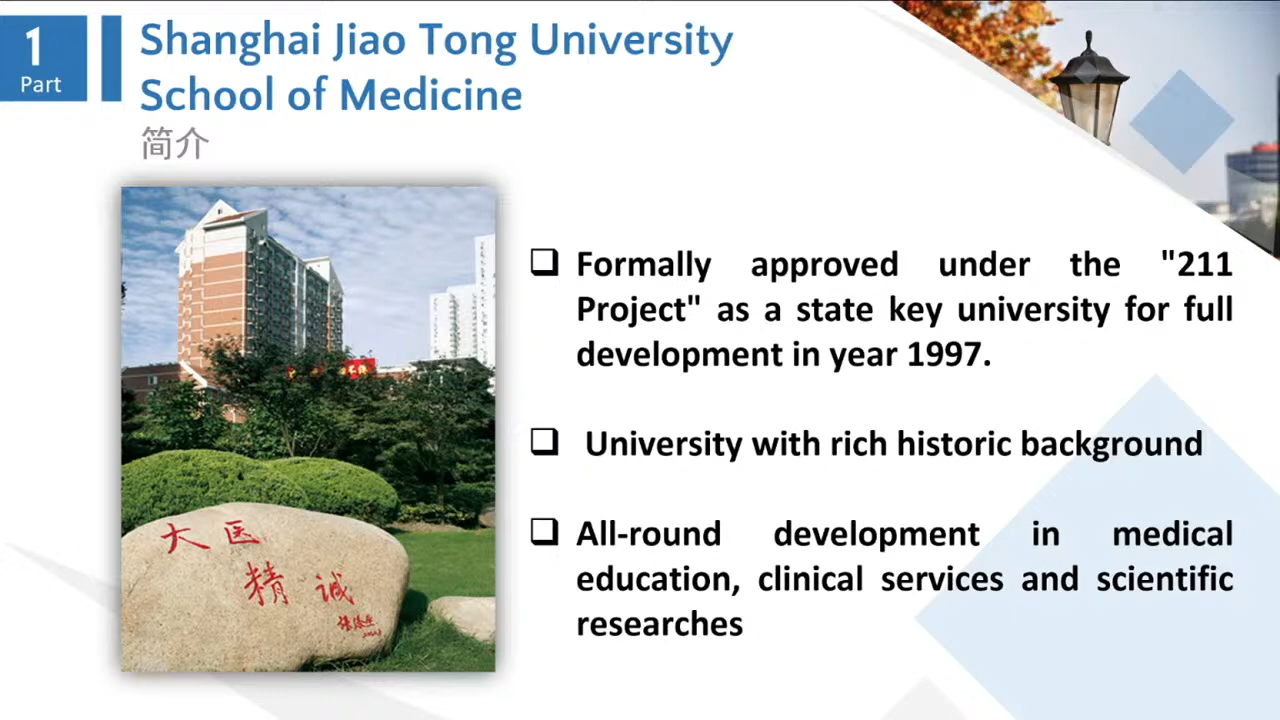 1
Part
Shanghai Jiao Tong University
School of Medicine
简介
Formally approved under the "211
Project" as a state key university for full
development in year 1997.
University with rich historic background
All-round development in medical
education, clinical services and scientific
researches
大医
精诚